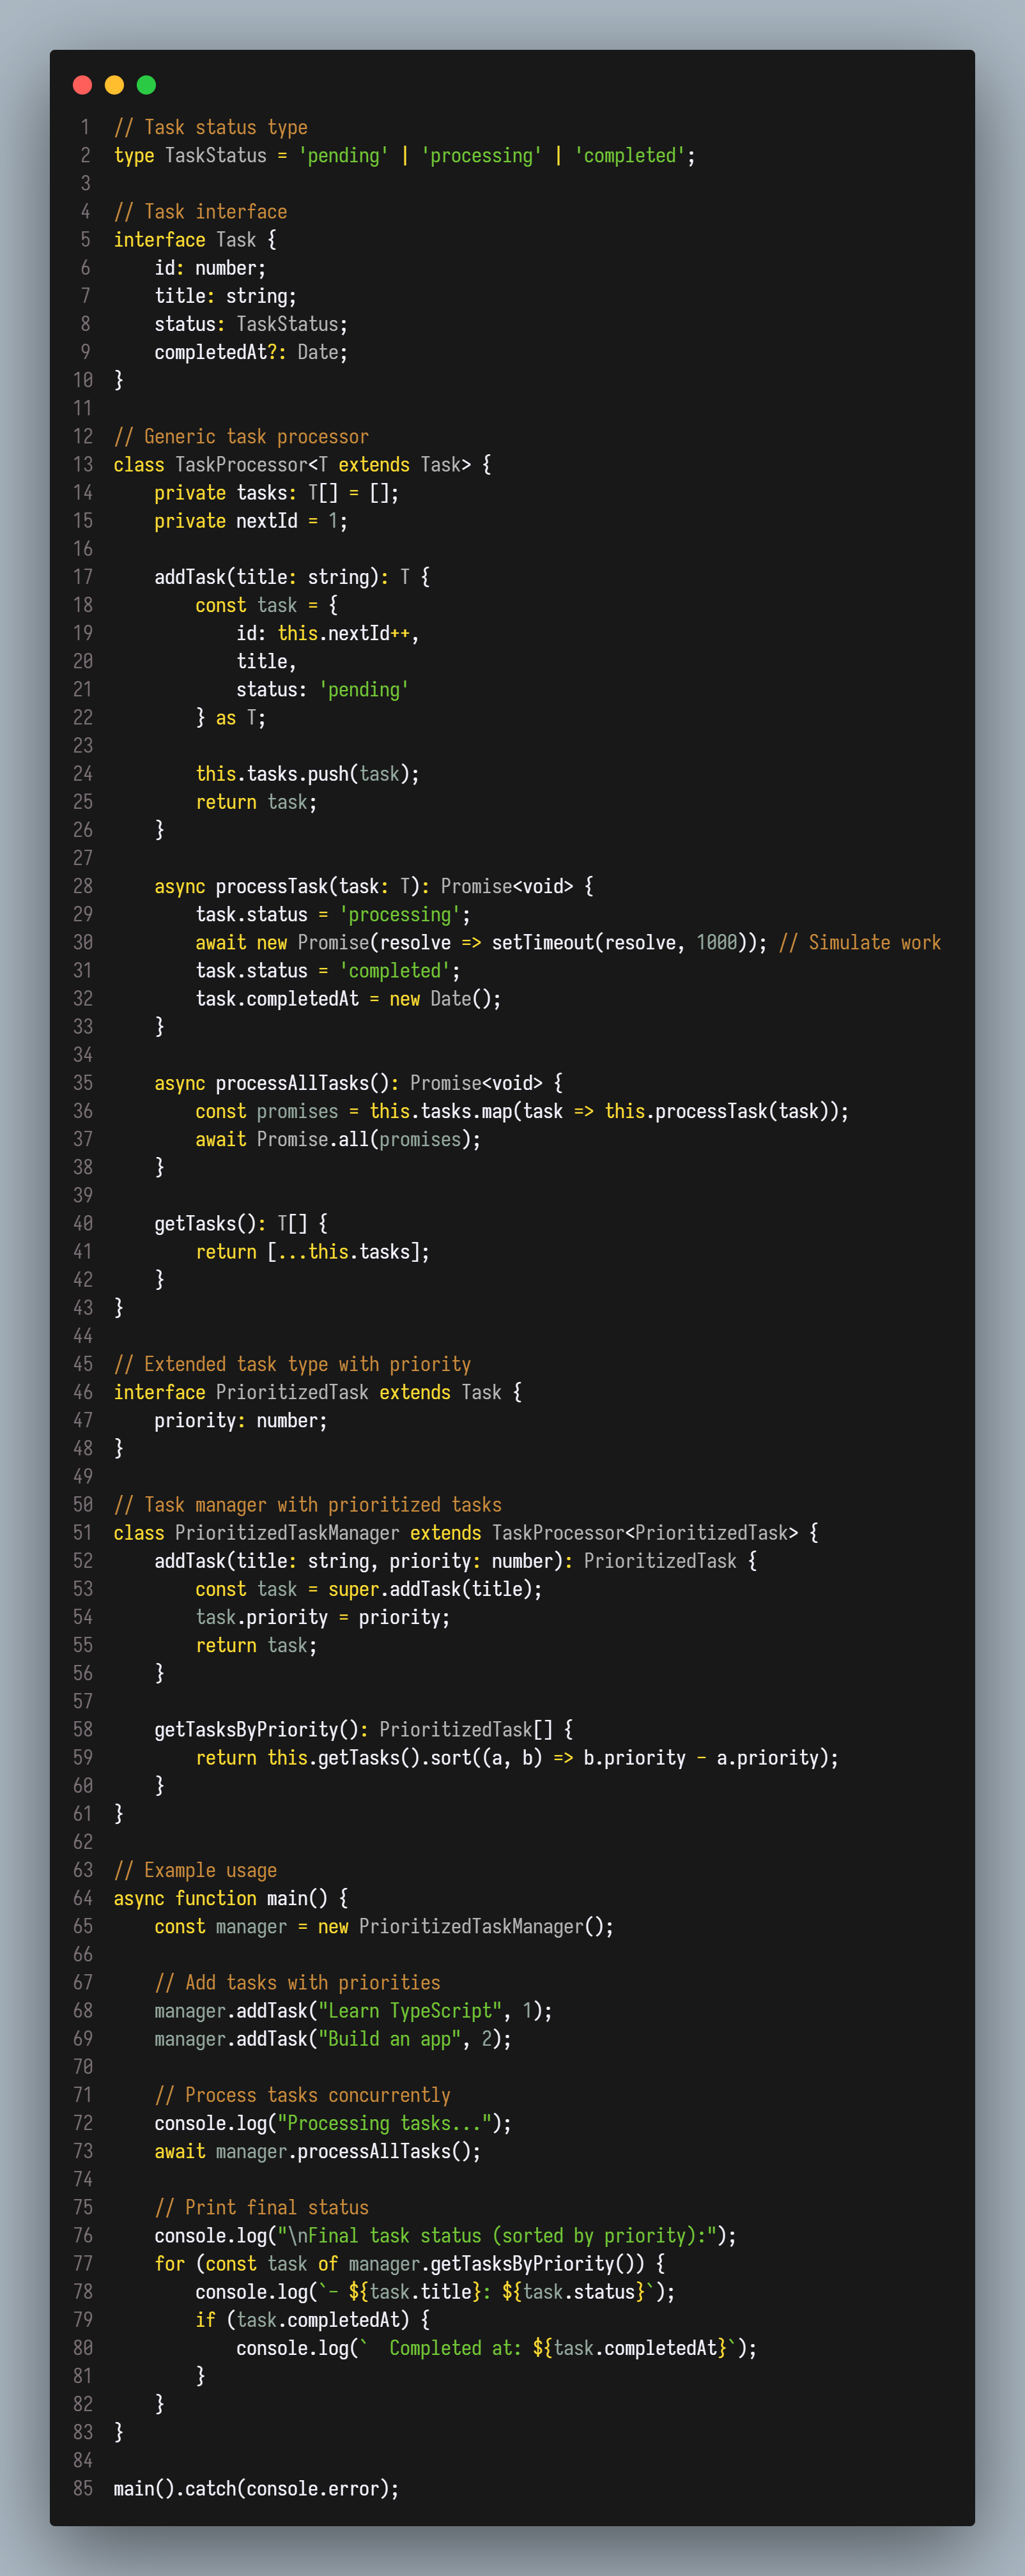 1 // Task status type
2 type TaskStatus = 'pending' | 'processing' | 'completed';
3
4 // Task interface
5 interface Task {
6     id: number;
7     title: string;
8     status: TaskStatus;
9     completedAt?: Date;
10 }
11
12 // Generic task processor
13 class TaskProcessor<T extends Task> {
14     private tasks: T[] = [];
15     private nextId = 1;
16
17     addTask(title: string): T {
18         const task = {
19             id: this.nextId++,
20             title,
21             status: 'pending'
22         } as T;
23
24         this.tasks.push(task);
25         return task;
26     }
27
28     async processTask(task: T): Promise<void> {
29         task.status = 'processing';
30         await new Promise(resolve => setTimeout(resolve, 1000)); // Simulate work
31         task.status = 'completed';
32         task.completedAt = new Date();
33     }
34
35     async processAllTasks(): Promise<void> {
36         const promises = this.tasks.map(task => this.processTask(task));
37         await Promise.all(promises);
38     }
39
40     getTasks(): T[] {
41         return [...this.tasks];
42     }
43 }
44
45 // Extended task type with priority
46 interface PrioritizedTask extends Task {
47     priority: number;
48 }
49
50 // Task manager with prioritized tasks
51 class PrioritizedTaskManager extends TaskProcessor<PrioritizedTask> {
52     addTask(title: string, priority: number): PrioritizedTask {
53         const task = super.addTask(title);
54         task.priority = priority;
55         return task;
56     }
57
58     getTasksByPriority(): PrioritizedTask[] {
59         return this.getTasks().sort((a, b) => b.priority - a.priority);
60     }
61 }
62
63 // Example usage
64 async function main() {
65     const manager = new PrioritizedTaskManager();
66
67     // Add tasks with priorities
68     manager.addTask("Learn TypeScript", 1);
69     manager.addTask("Build an app", 2);
70
71     // Process tasks concurrently
72     console.log("Processing tasks...");
73     await manager.processAllTasks();
74
75     // Print final status
76     console.log("\nFinal task status (sorted by priority):");
77     for (const task of manager.getTasksByPriority()) {
78         console.log(`- ${task.title}: ${task.status}`);
79         if (task.completedAt) {
80             console.log(`  Completed at: ${task.completedAt}`);
81         }
82     }
83 }
84
85 main().catch(console.error);